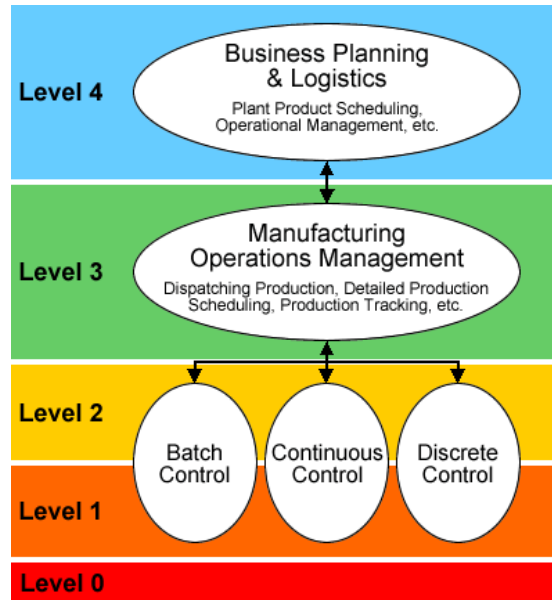 Level 4
Business Planning
& Logistics
Plant Product Scheduling,
Operational Management, etc.
Level 3
Manufacturing
Operations Management
Dispatching Production, Detailed Production
Scheduling, Production Tracking, etc.
Level 2
Batch
Control
Continuous
Control
Discrete
Control
Level 1
Level 0